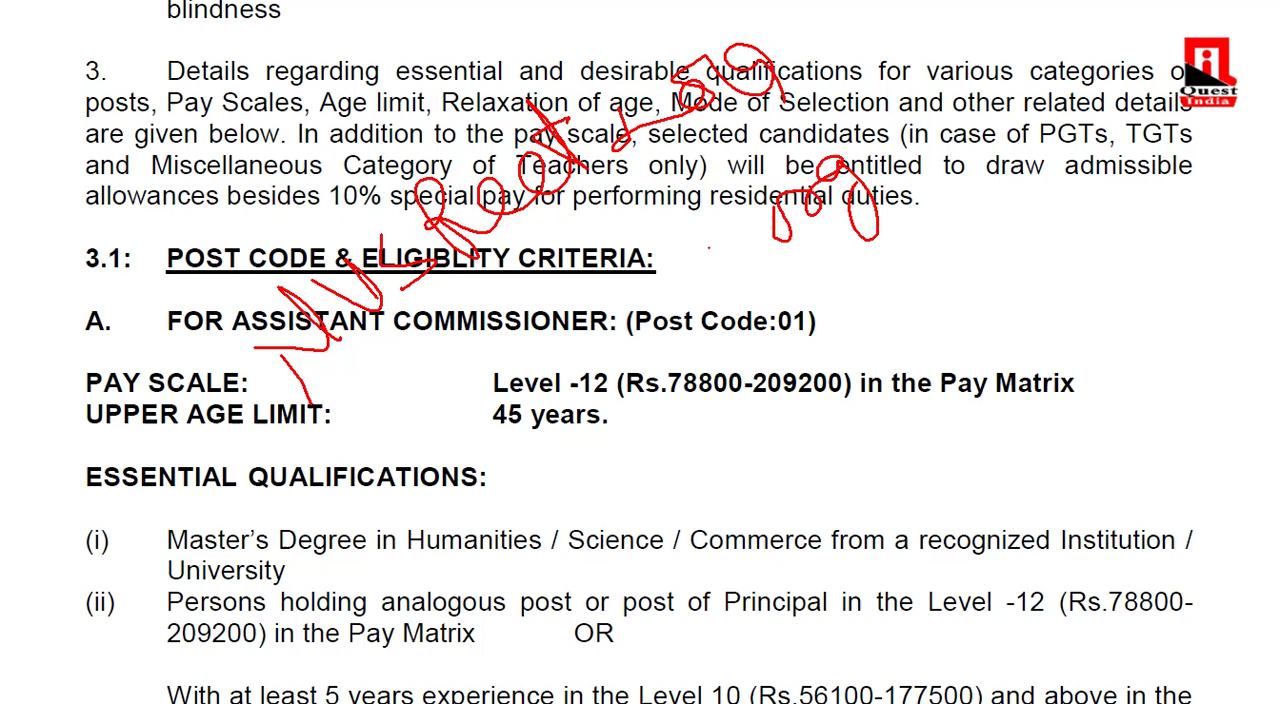 blindness
3. Details regarding essential and desirable qualifications for various categories of
posts, Pay Scales, Age limit, Relaxation of age, Mode of Selection and other related details
are given below. In addition to the pay scale, selected candidates (in case of PGTs, TGTs
and Miscellaneous Category of Teachers only) will be entitled to draw admissible
allowances besides 10% special pay for performing residential duties.
3.1: POST CODE & ELIGIBLITY CRITERIA:
A. FOR ASSISTANT COMMISSIONER: (Post Code:01)
PAY SCALE: Level -12 (Rs.78800-209200) in the Pay Matrix
UPPER AGE LIMIT: 45 years.
ESSENTIAL QUALIFICATIONS:
(i) Master’s Degree in Humanities / Science / Commerce from a recognized Institution /
University
(ii) Persons holding analogous post or post of Principal in the Level -12 (Rs.78800-
209200) in the Pay Matrix OR
With at least 5 years experience in the Level 10 (Rs.56100-177500) and above in the
Quest
India